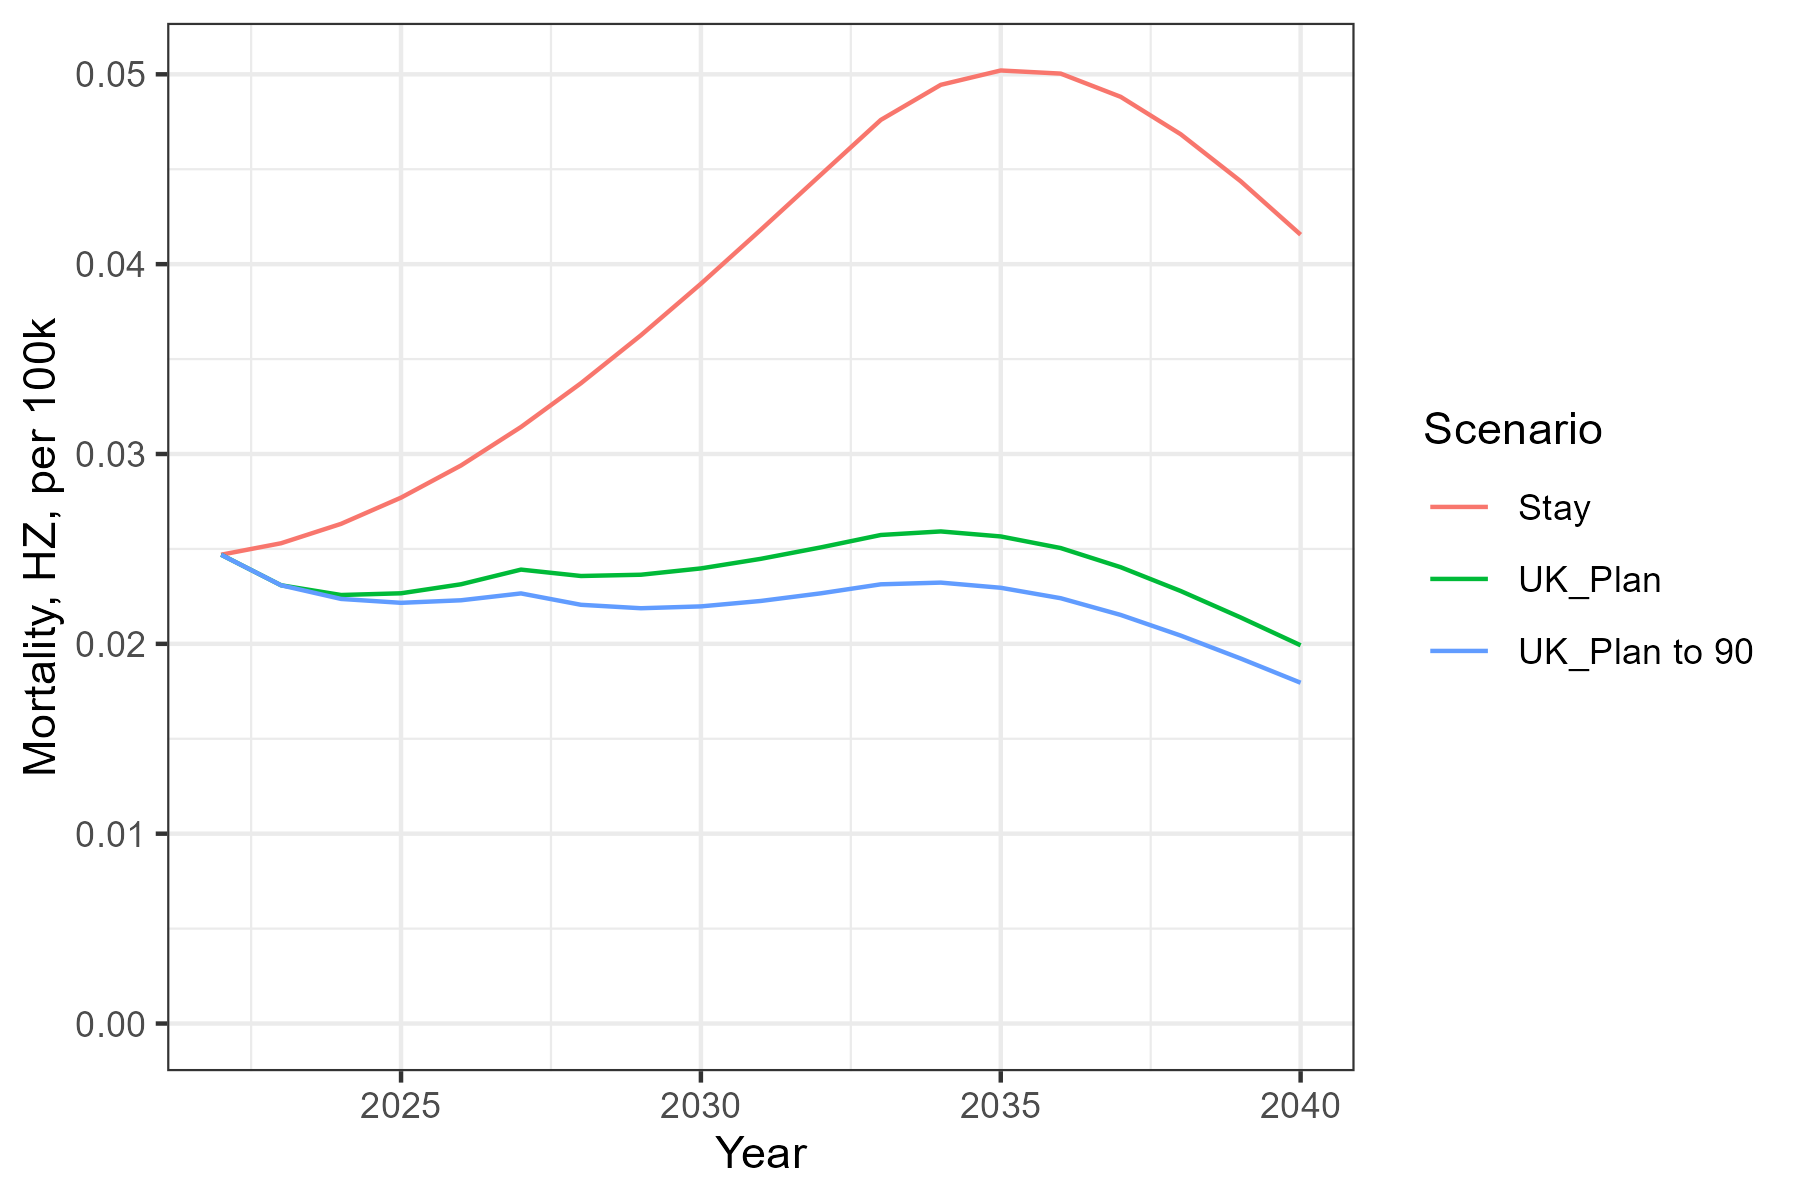 0.05
0.04
0.03
0.02
0.01
0.00
Mortality, HZ, per 100k
2025 2030 2035 2040
Year
Scenario
Stay
UK_Plan
UK_Plan to 90